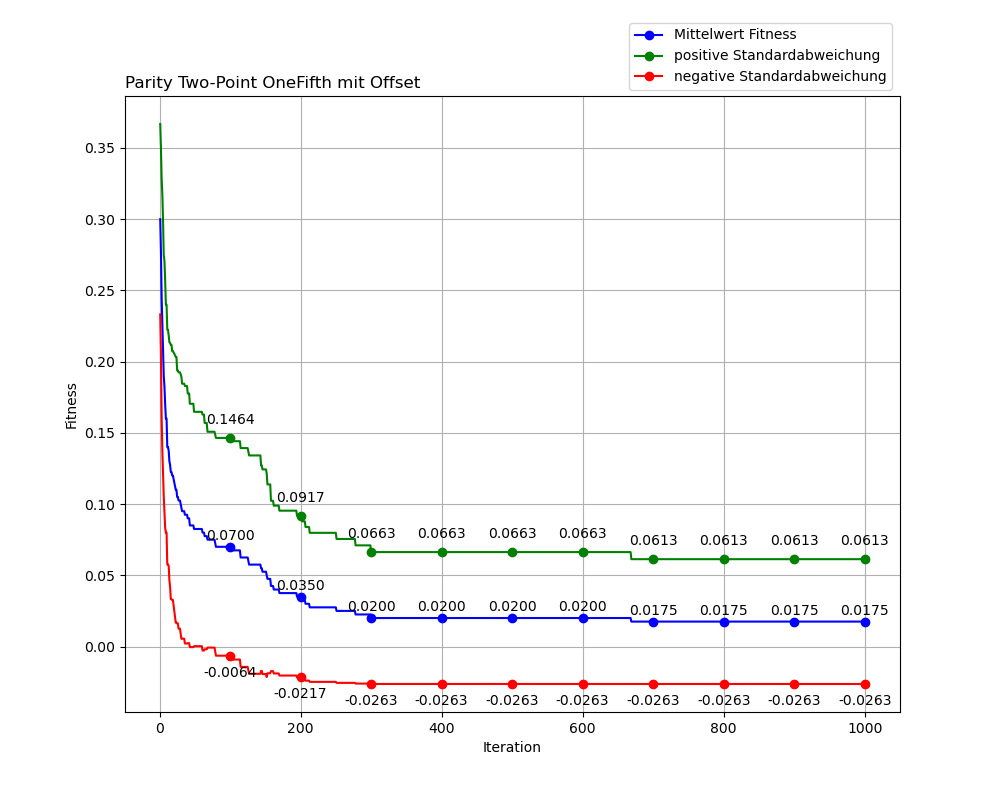 Mittelwert Fitness
positive Standardabweichung
negative Standardabweichung
Parity Two-Point OneFifth mit Offset
0.35
0.30
0.25
0.20
0.15
0.10
0.05
0.00
Fitness
0.1464
0.0917
0.0663 0.0663 0.0663 0.0663
0.0613 0.0613 0.0613 0.0613
0.0700
0.0350
0.0200 0.0200 0.0200 0.0200
0.0175 0.0175 0.0175 0.0175
-0.0064
-0.0217
-0.0263 -0.0263 -0.0263 -0.0263 -0.0263 -0.0263 -0.0263 -0.0263
0 200 400 600 800 1000
Iteration